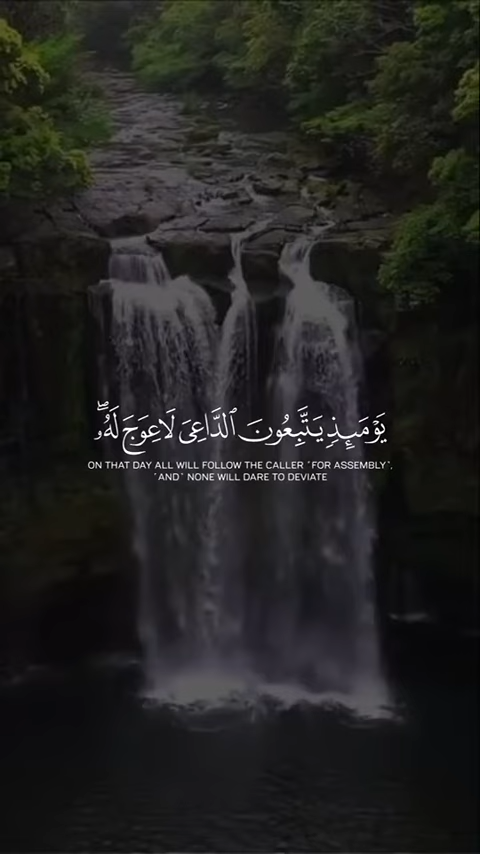 يَوْمَئِذٍ يَتَّبِعُونَ ٱلدَّاعِىَ لَا عِوَجَ لَهُۥ ۖ
ON THAT DAY ALL WILL FOLLOW THE CALLER ˹FOR ASSEMBLY˺,
˹AND˺ NONE WILL DARE TO DEVIATE